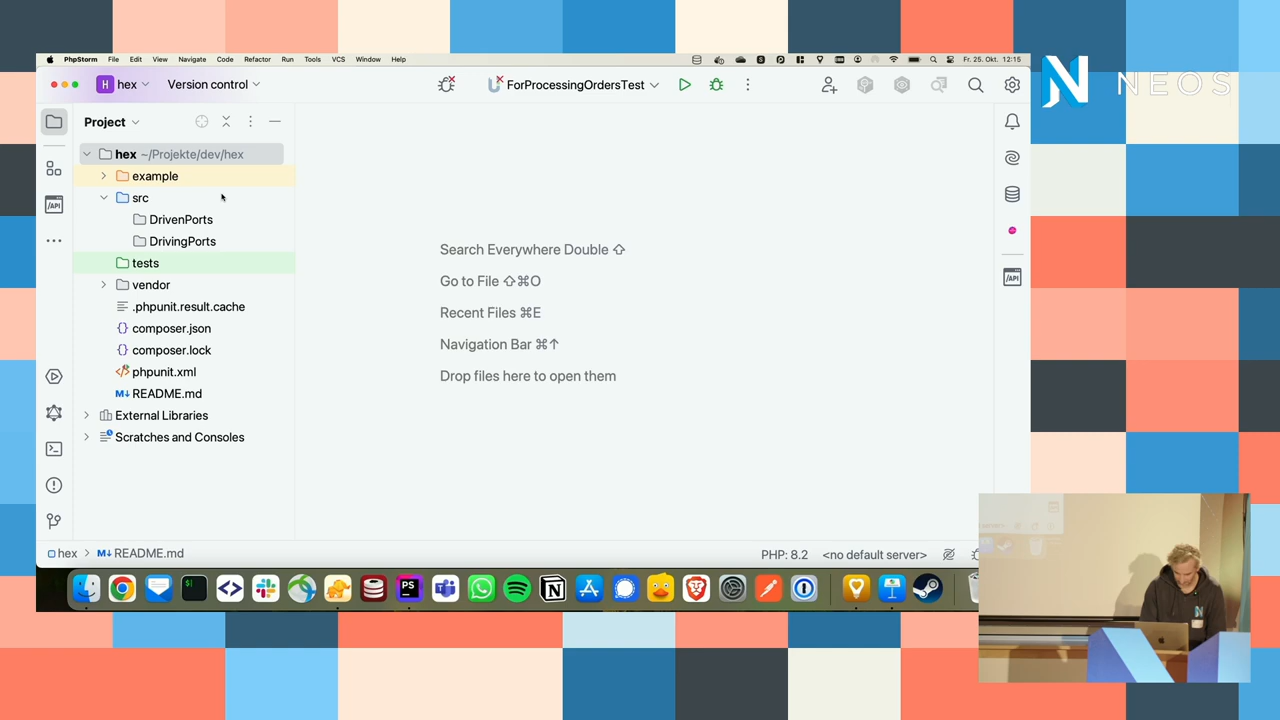 PhpStorm File Edit View Navigate Code Refactor Run Tools VCS Window Help
Fr. 25. Okt. 12:15
NEOS
H hex Version control
ForProcessingOrdersTest
Project
hex ~/Projekte/dev/hex
example
src
DrivenPorts
DrivingPorts
tests
vendor
.phpunit.result.cache
composer.json
composer.lock
phpunit.xml
M↓ README.md
External Libraries
Scratches and Consoles
/API
Search Everywhere Double ⇧
Go to File ⇧⌘O
Recent Files ⌘E
Navigation Bar ⌘↑
Drop files here to open them
/API
hex > M↓ README.md
PHP: 8.2 <no default server>
PS